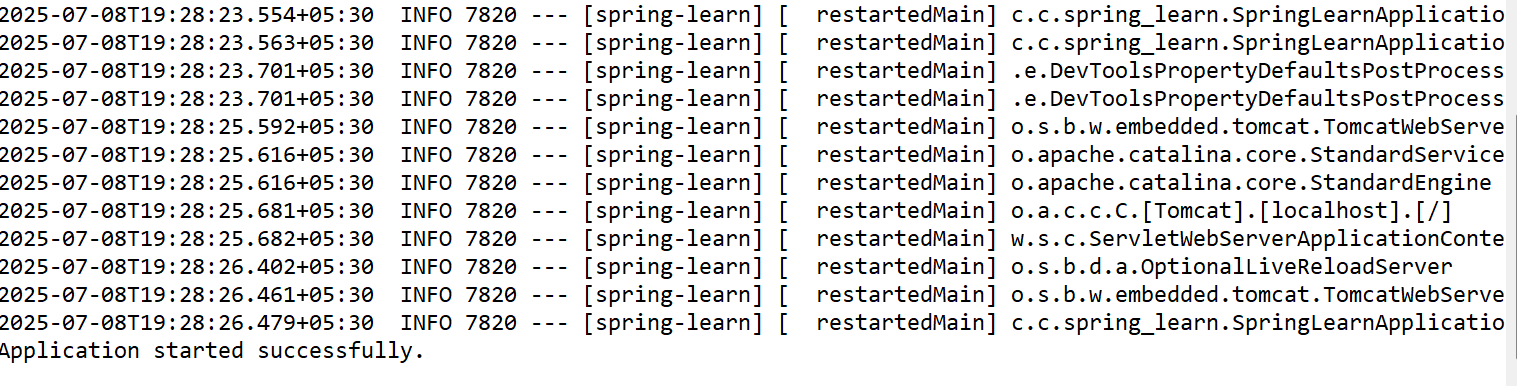 2025-07-08T19:28:23.554+05:30  INFO 7820 --- [spring-learn] [  restartedMain] c.c.spring_learn.SpringLearnApplicatio
2025-07-08T19:28:23.563+05:30  INFO 7820 --- [spring-learn] [  restartedMain] c.c.spring_learn.SpringLearnApplicatio
2025-07-08T19:28:23.701+05:30  INFO 7820 --- [spring-learn] [  restartedMain] .e.DevToolsPropertyDefaultsPostProcess
2025-07-08T19:28:23.701+05:30  INFO 7820 --- [spring-learn] [  restartedMain] .e.DevToolsPropertyDefaultsPostProcess
2025-07-08T19:28:25.592+05:30  INFO 7820 --- [spring-learn] [  restartedMain] o.s.b.w.embedded.tomcat.TomcatWebServe
2025-07-08T19:28:25.616+05:30  INFO 7820 --- [spring-learn] [  restartedMain] o.apache.catalina.core.StandardService
2025-07-08T19:28:25.616+05:30  INFO 7820 --- [spring-learn] [  restartedMain] o.apache.catalina.core.StandardEngine
2025-07-08T19:28:25.681+05:30  INFO 7820 --- [spring-learn] [  restartedMain] o.a.c.c.C.[Tomcat].[localhost].[/]
2025-07-08T19:28:25.682+05:30  INFO 7820 --- [spring-learn] [  restartedMain] w.s.c.ServletWebServerApplicationConte
2025-07-08T19:28:26.402+05:30  INFO 7820 --- [spring-learn] [  restartedMain] o.s.b.d.a.OptionalLiveReloadServer
2025-07-08T19:28:26.461+05:30  INFO 7820 --- [spring-learn] [  restartedMain] o.s.b.w.embedded.tomcat.TomcatWebServe
2025-07-08T19:28:26.479+05:30  INFO 7820 --- [spring-learn] [  restartedMain] c.c.spring_learn.SpringLearnApplicatio
Application started successfully.